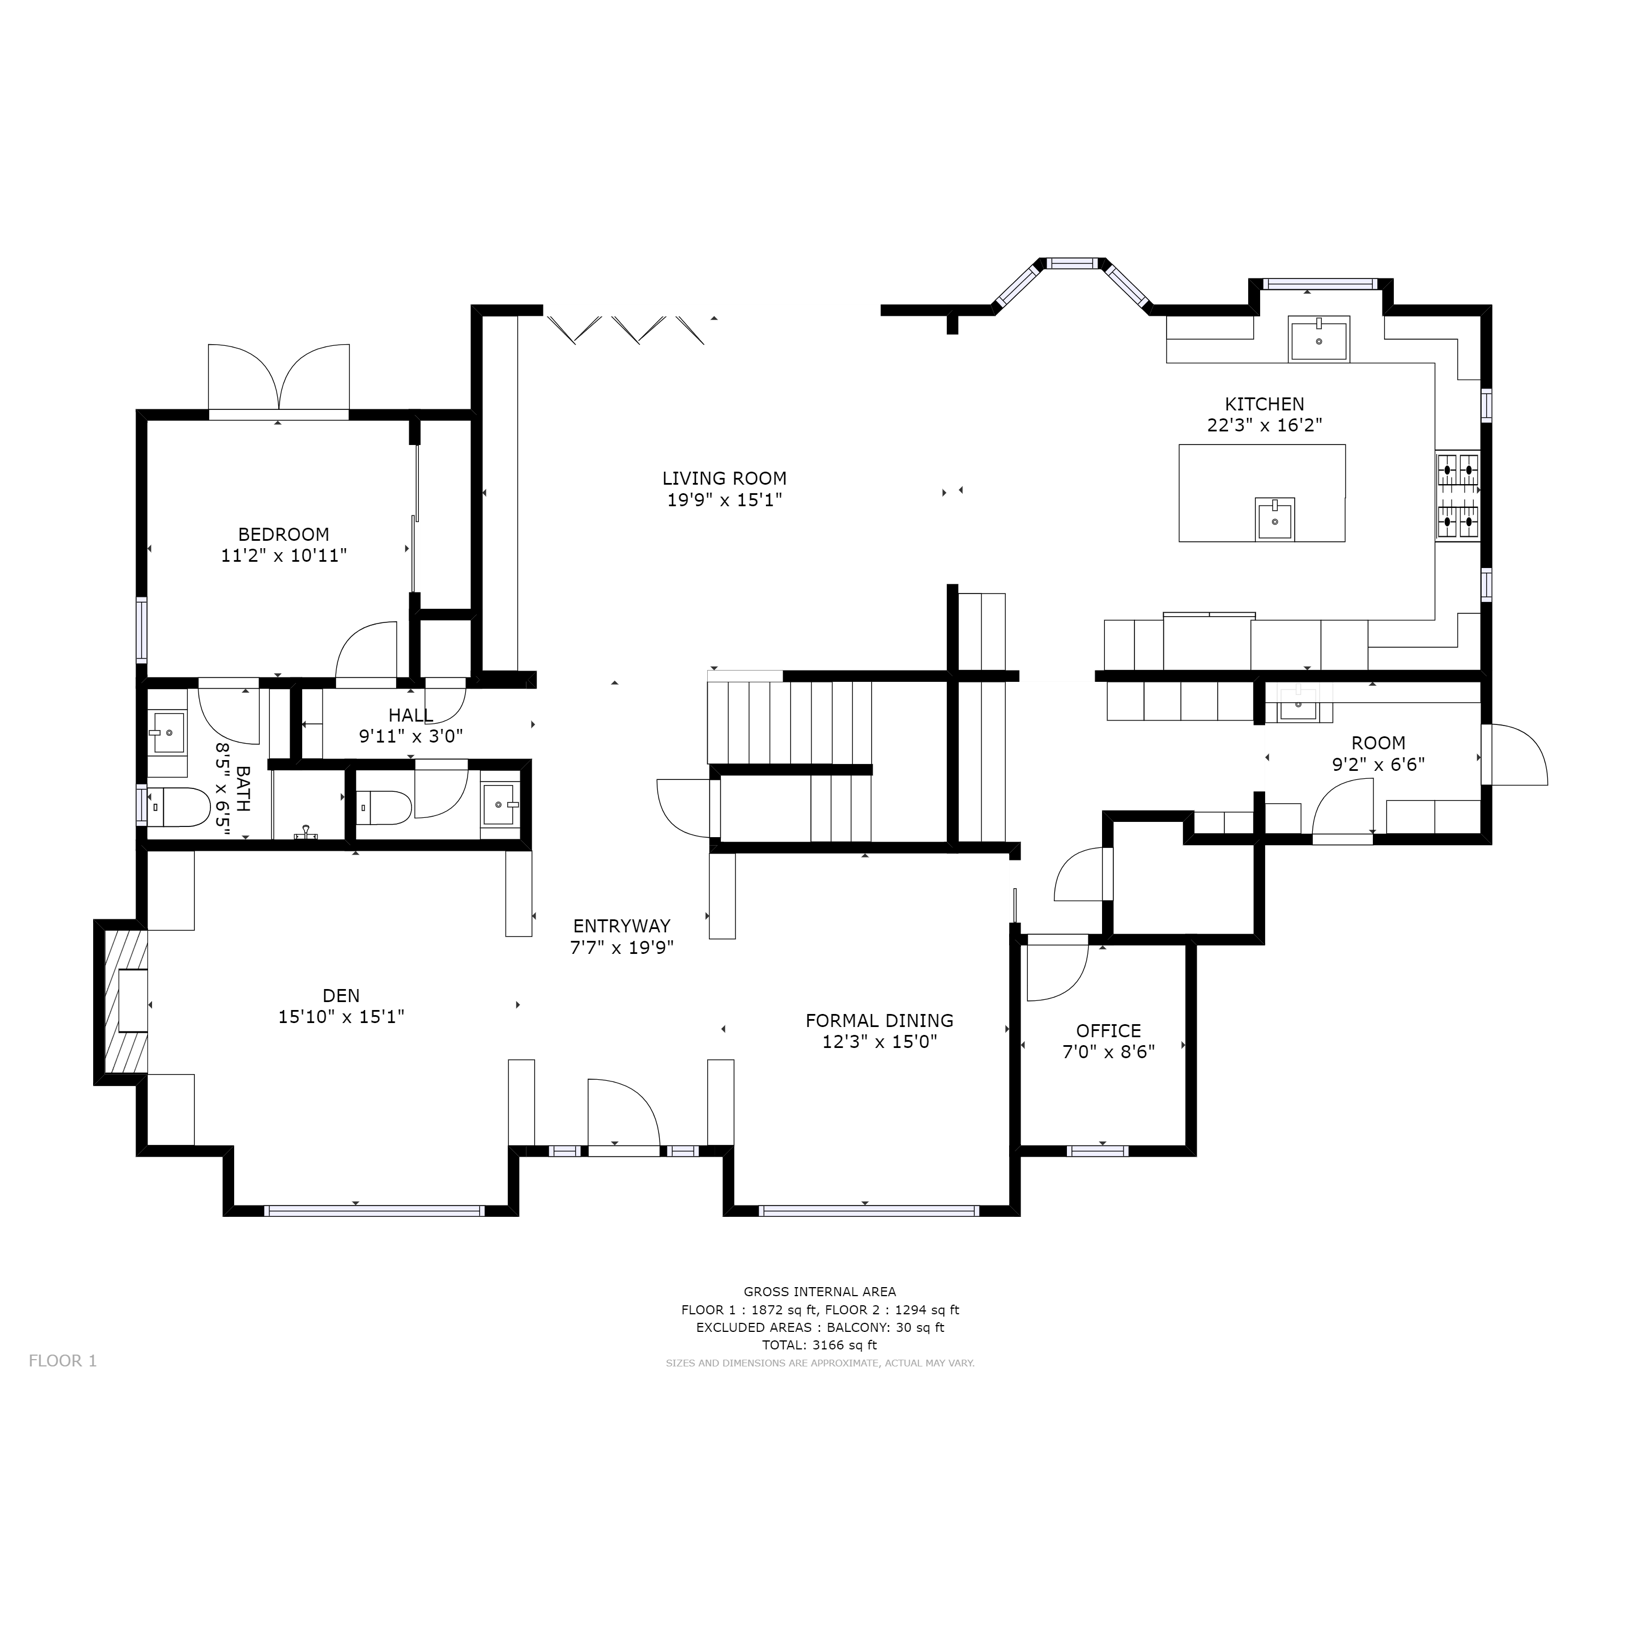 KITCHEN
22'3" x 16'2"
LIVING ROOM
19'9" x 15'1"
BEDROOM
11'2" x 10'11"
HALL
9'11" x 3'0"
ROOM
9'2" x 6'6"
BATH
8'5" x 6'5"
ENTRYWAY
7'7" x 19'9"
DEN
15'10" x 15'1"
FORMAL DINING
12'3" x 15'0"
OFFICE
7'0" x 8'6"
GROSS INTERNAL AREA
FLOOR 1 : 1872 sq ft, FLOOR 2 : 1294 sq ft
EXCLUDED AREAS : BALCONY: 30 sq ft
TOTAL: 3166 sq ft
SIZES AND DIMENSIONS ARE APPROXIMATE, ACTUAL MAY VARY.
FLOOR 1